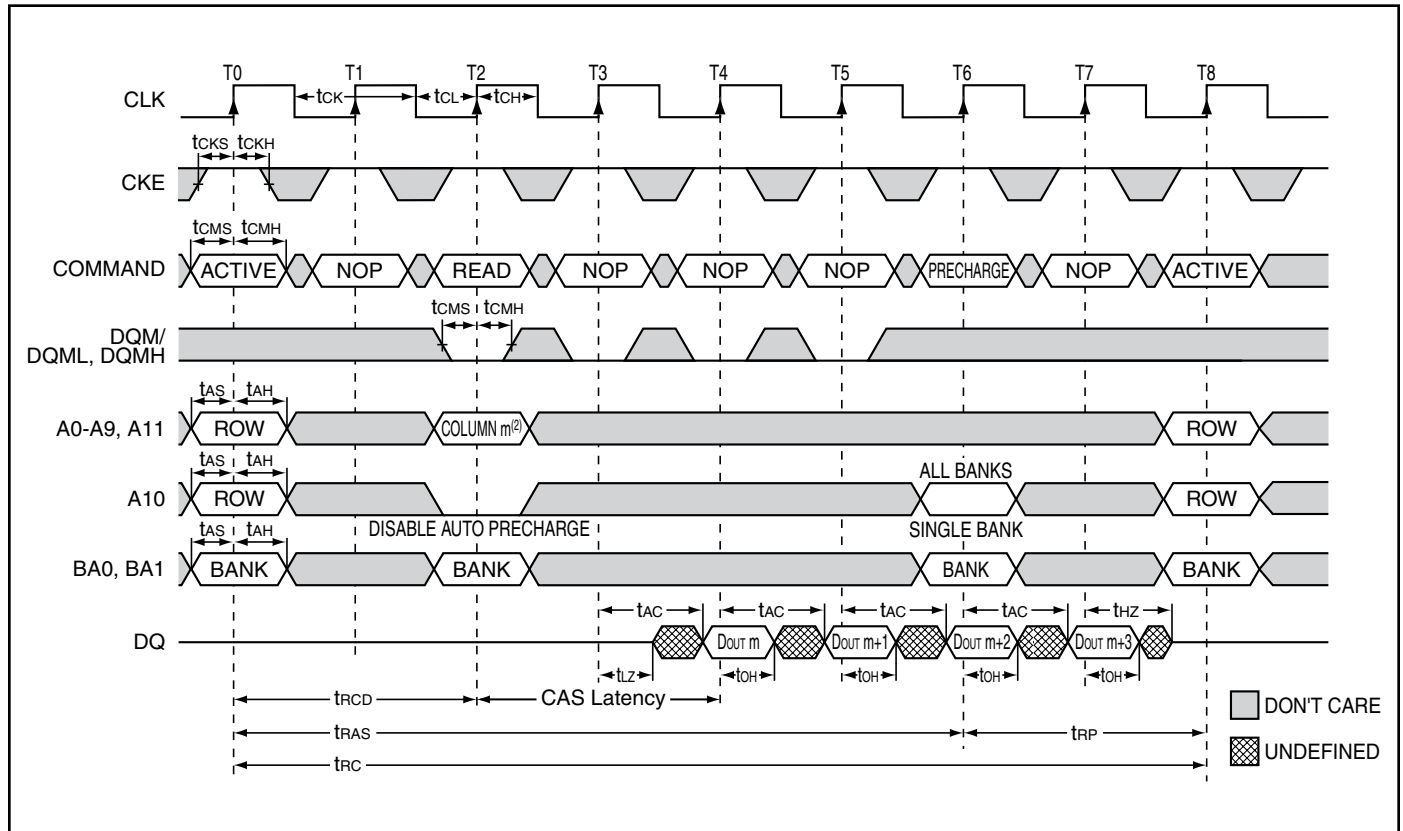 T0 T1 T2 T3 T4 T5 T6 T7 T8
CLK tCK tCL tCH
tCKS tCKH
CKE
tCMS tCMH
COMMAND ACTIVE NOP READ NOP NOP NOP PRECHARGE NOP ACTIVE
tCMS tCMH
DQM/
DQML, DQMH
tAS tAH
A0-A9, A11 ROW COLUMN m(2) ROW
tAS tAH ALL BANKS
A10 ROW ROW
DISABLE AUTO PRECHARGE SINGLE BANK
tAS tAH
BA0, BA1 BANK BANK BANK BANK
tAC tAC tAC tAC tHZ
DQ DOUT m DOUT m+1 DOUT m+2 DOUT m+3
tLZ tOH tOH tOH tOH
tRCD CAS Latency
DON'T CARE
tRAS tRP
UNDEFINED
tRC